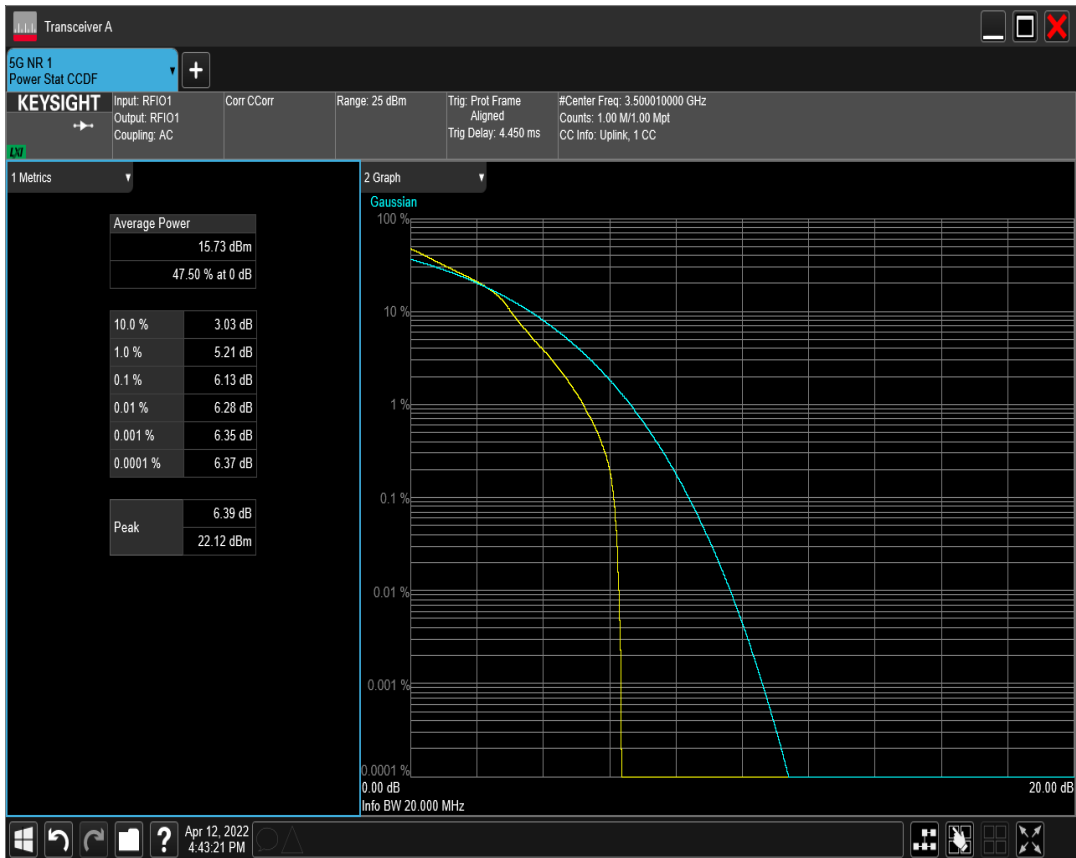 Transceiver A
5G NR 1
Power Stat CCDF
+
KEYSIGHT
LXI
Input: RFIO1
Output: RFIO1
Coupling: AC
Corr CCorr
Range: 25 dBm
Trig: Prot Frame
Aligned
Trig Delay: 4.450 ms
#Center Freq: 3.500010000 GHz
Counts: 1.00 M/1.00 Mpt
CC Info: Uplink, 1 CC
1 Metrics
Average Power
15.73 dBm
47.50 % at 0 dB
10.0 % 3.03 dB
1.0 % 5.21 dB
0.1 % 6.13 dB
0.01 % 6.28 dB
0.001 % 6.35 dB
0.0001 % 6.37 dB
Peak
6.39 dB
22.12 dBm
2 Graph
Gaussian
100 %
10 %
1 %
0.1 %
0.01 %
0.001 %
0.0001 %
0.00 dB 20.00 dB
Info BW 20.000 MHz
?
Apr 12, 2022
4:43:21 PM